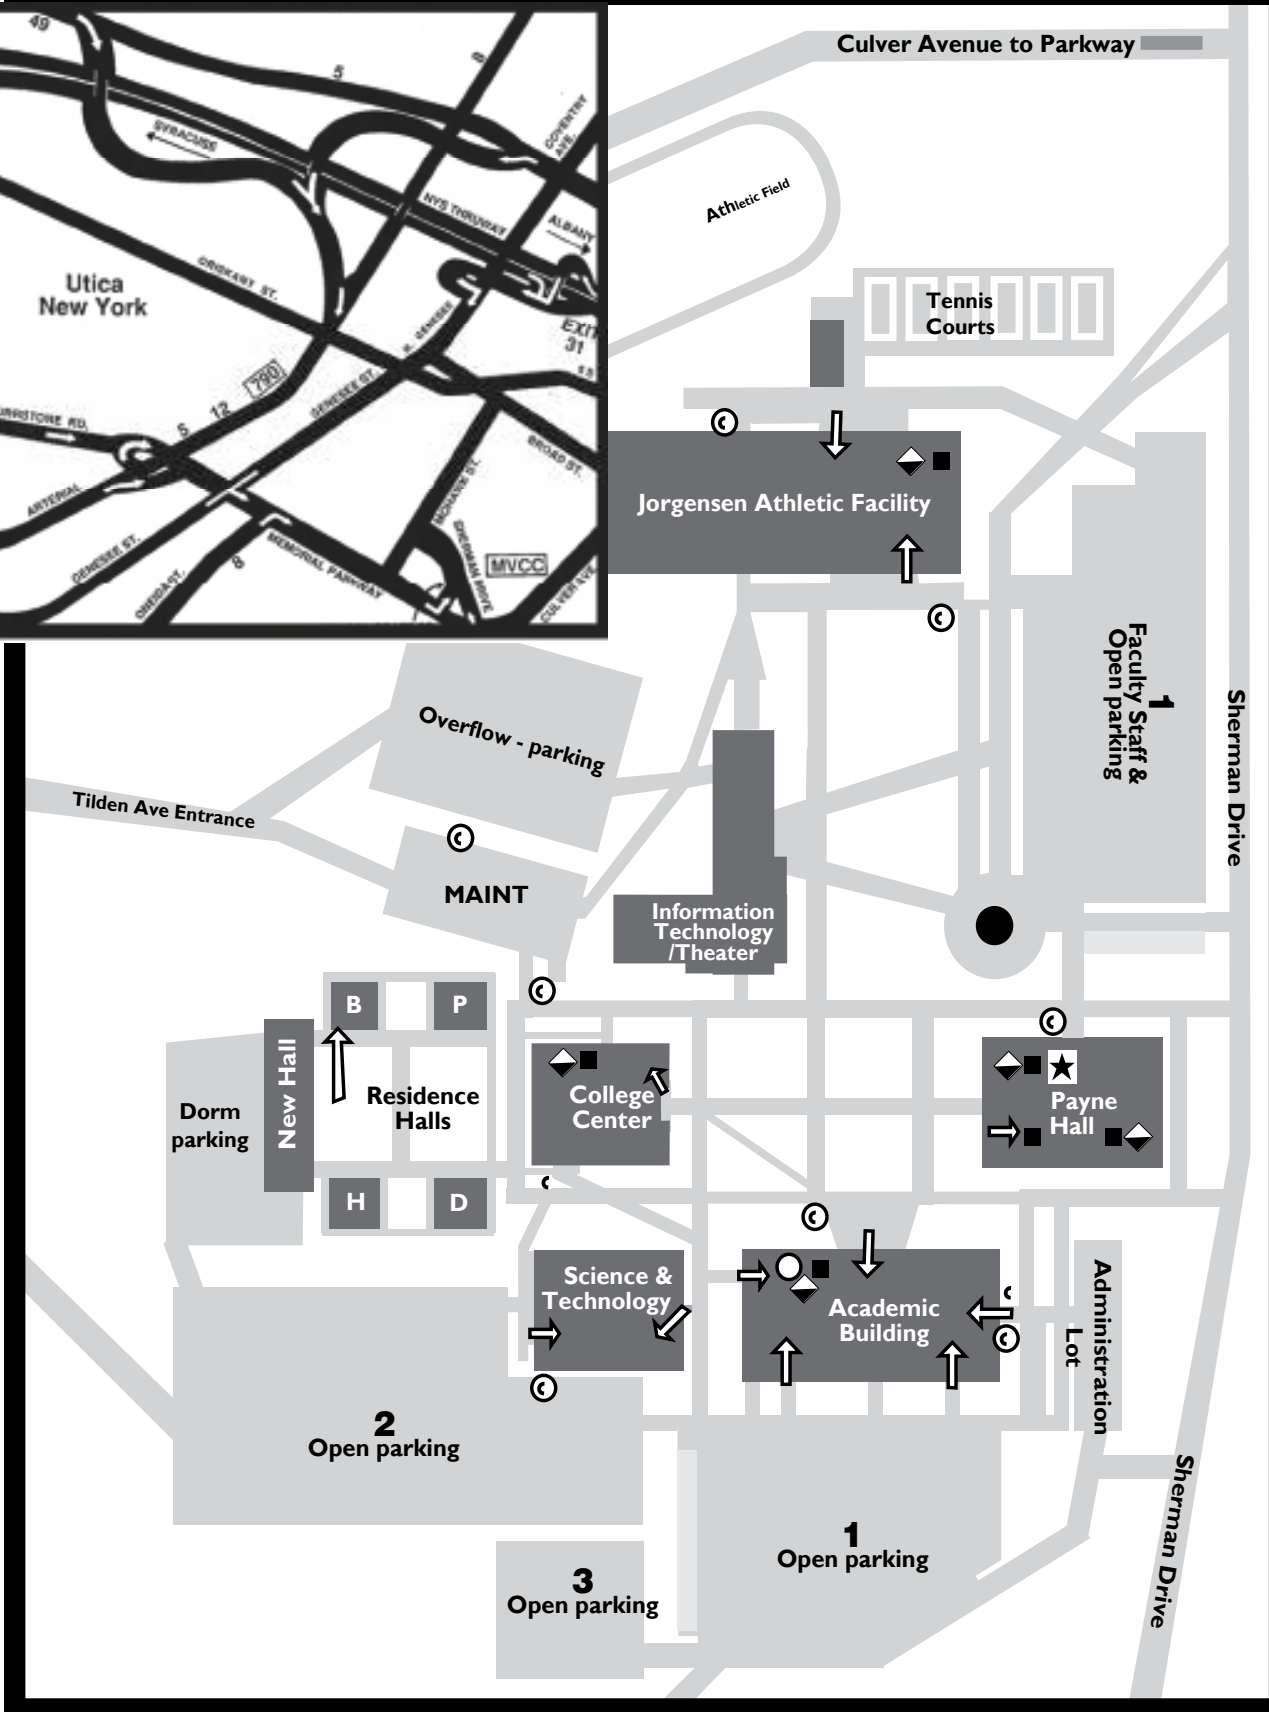 49
5
8
COVENTRY
AVE.
SYRACUSE
NYS THRUWAY
ALBANY
ORISKANY ST.
Utica
New York
N. GENESEE
EXIT
31
5 S
790
GENESEE ST.
12
5
BROAD ST.
ARTERIAL
MOHAWK ST.
GENESEE ST.
ONEIDA ST.
8
MEMORIAL PARKWAY
SHERMAN DRIVE
MVCC
CULVER AVE.
Culver Avenue to Parkway
Athletic Field
Tennis
Courts
Jorgensen Athletic Facility
1
Faculty Staff &
Open parking
Sherman Drive
Overflow - parking
Tilden Ave Entrance
MAINT
Information
Technology
/Theater
B
P
New Hall
Residence
Halls
Dorm
parking
H
D
College
Center
Payne
Hall
Science &
Technology
Academic
Building
Administration
Lot
2
Open parking
1
Open parking
3
Open parking
Sherman Drive